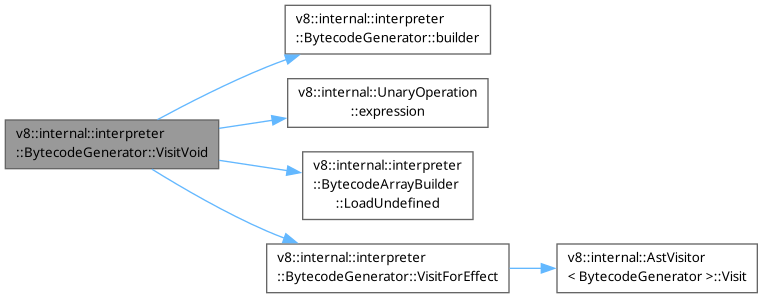 v8::internal::interpreter
::BytecodeGenerator::VisitVoid
v8::internal::interpreter
::BytecodeGenerator::builder
v8::internal::UnaryOperation
::expression
v8::internal::interpreter
::BytecodeArrayBuilder
::LoadUndefined
v8::internal::interpreter
::BytecodeGenerator::VisitForEffect
v8::internal::AstVisitor
< BytecodeGenerator >::Visit